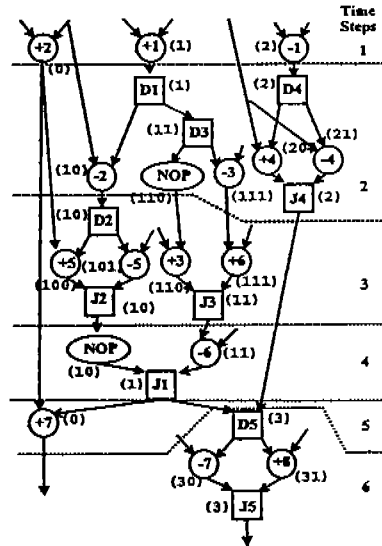 Time
Steps
+2 +1 (1) (2) -1 1
(0)
D1 (1) (2) D4
(11) D3
(20) (21)
+4 -4
(10) -2 NOP -3 2
(110) (111) J4 (2)
(10) D2
+5 (101) -5 +3 +6
(100) (110) (111) 3
J2 (10) J3 (11)
NOP -6 (11) 4
(10)
(1) J1
+7 (0) D5 (3) 5
-7 +8
(30) (31) 6
(3) J5